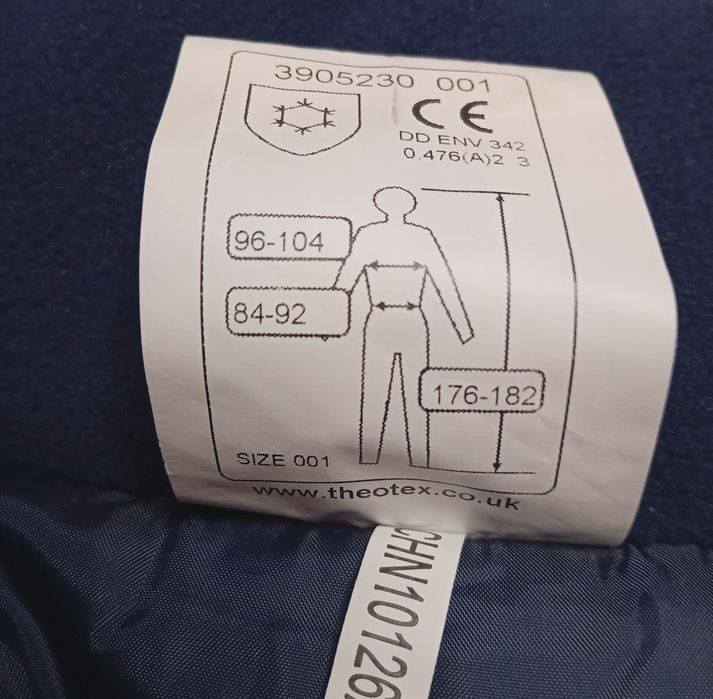 3905230 001
CE
DD ENV 342
0.476(A)2 3
96-104
84-92
176-182
SIZE 001
www.theotex.co.uk
CHN10126